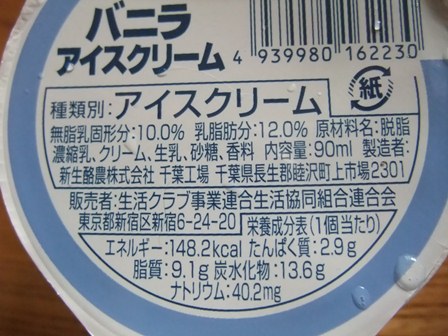 バニラ
アイスクリーム
4 939980 162230
紙
種類別:アイスクリーム
無脂乳固形分:10.0% 乳脂肪分:12.0% 原材料名:脱脂
濃縮乳、クリーム、生乳、砂糖、香料 内容量:90ml 製造者:
新生酪農株式会社 千葉工場 千葉県長生郡睦沢町上市場2301
販売者:生活クラブ事業連合生活協同組合連合会
東京都新宿区新宿6-24-20
栄養成分表(1個当たり)
エネルギー:148.2kcal たんぱく質:2.9g
脂質:9.1g 炭水化物:13.6g
ナトリウム:40.2mg